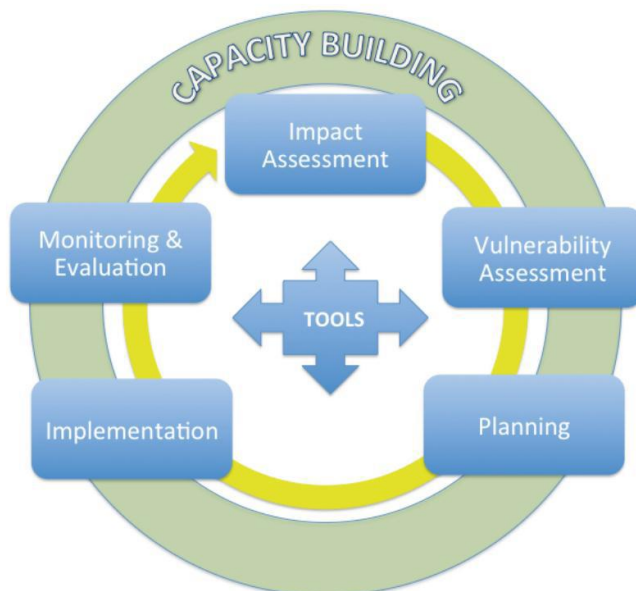 CAPACITY BUILDING
Impact
Assessment
Monitoring &
Evaluation
Vulnerability
Assessment
TOOLS
Implementation
Planning